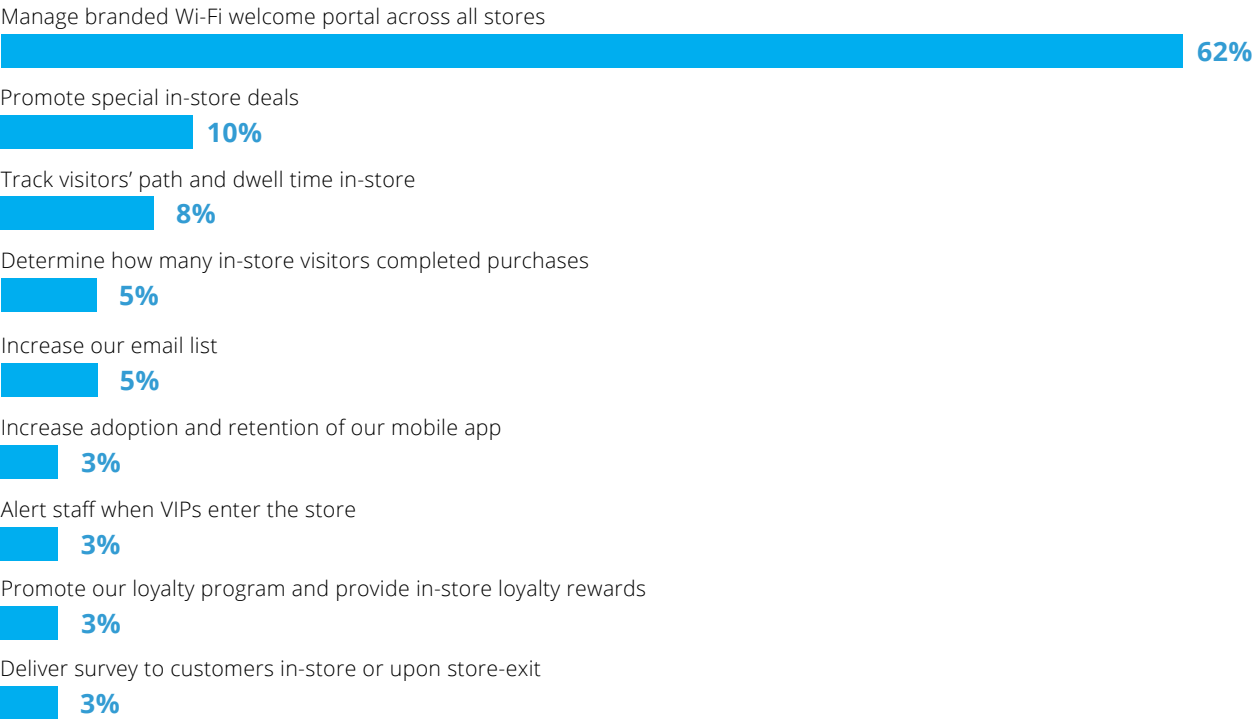 Manage branded Wi-Fi welcome portal across all stores
62%
Promote special in-store deals
10%
Track visitors’ path and dwell time in-store
8%
Determine how many in-store visitors completed purchases
5%
Increase our email list
5%
Increase adoption and retention of our mobile app
3%
Alert staff when VIPs enter the store
3%
Promote our loyalty program and provide in-store loyalty rewards
3%
Deliver survey to customers in-store or upon store-exit
3%